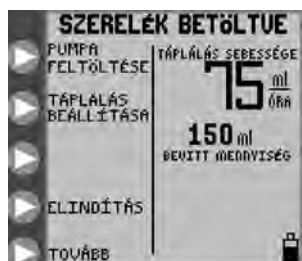 SZERELÉK BETÖLTVE
PUMPA
FELTÖLTÉSE
TÁPLÁLÁS
BEÁLLÍTÁSA
ELINDÍTÁS
TOVÁBB
TÁPLÁLÁS SEBESSÉGE
75 ml
ÓRA
150 ml
BEVITT MENNYISÉG